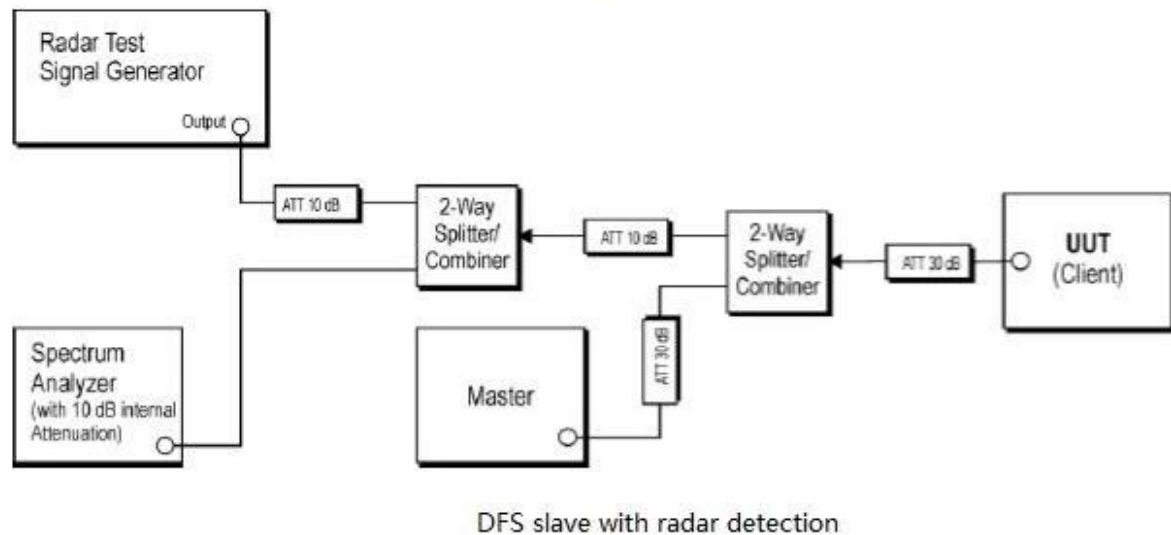 Radar Test
Signal Generator
Output
ATT 10 dB
2-Way
Splitter/
Combiner
ATT 10 dB
2-Way
Splitter/
Combiner
ATT 30 dB
UUT
(Client)
Spectrum
Analyzer
(with 10 dB internal
Attenuation)
Master
ATT 30 dB
DFS slave with radar detection